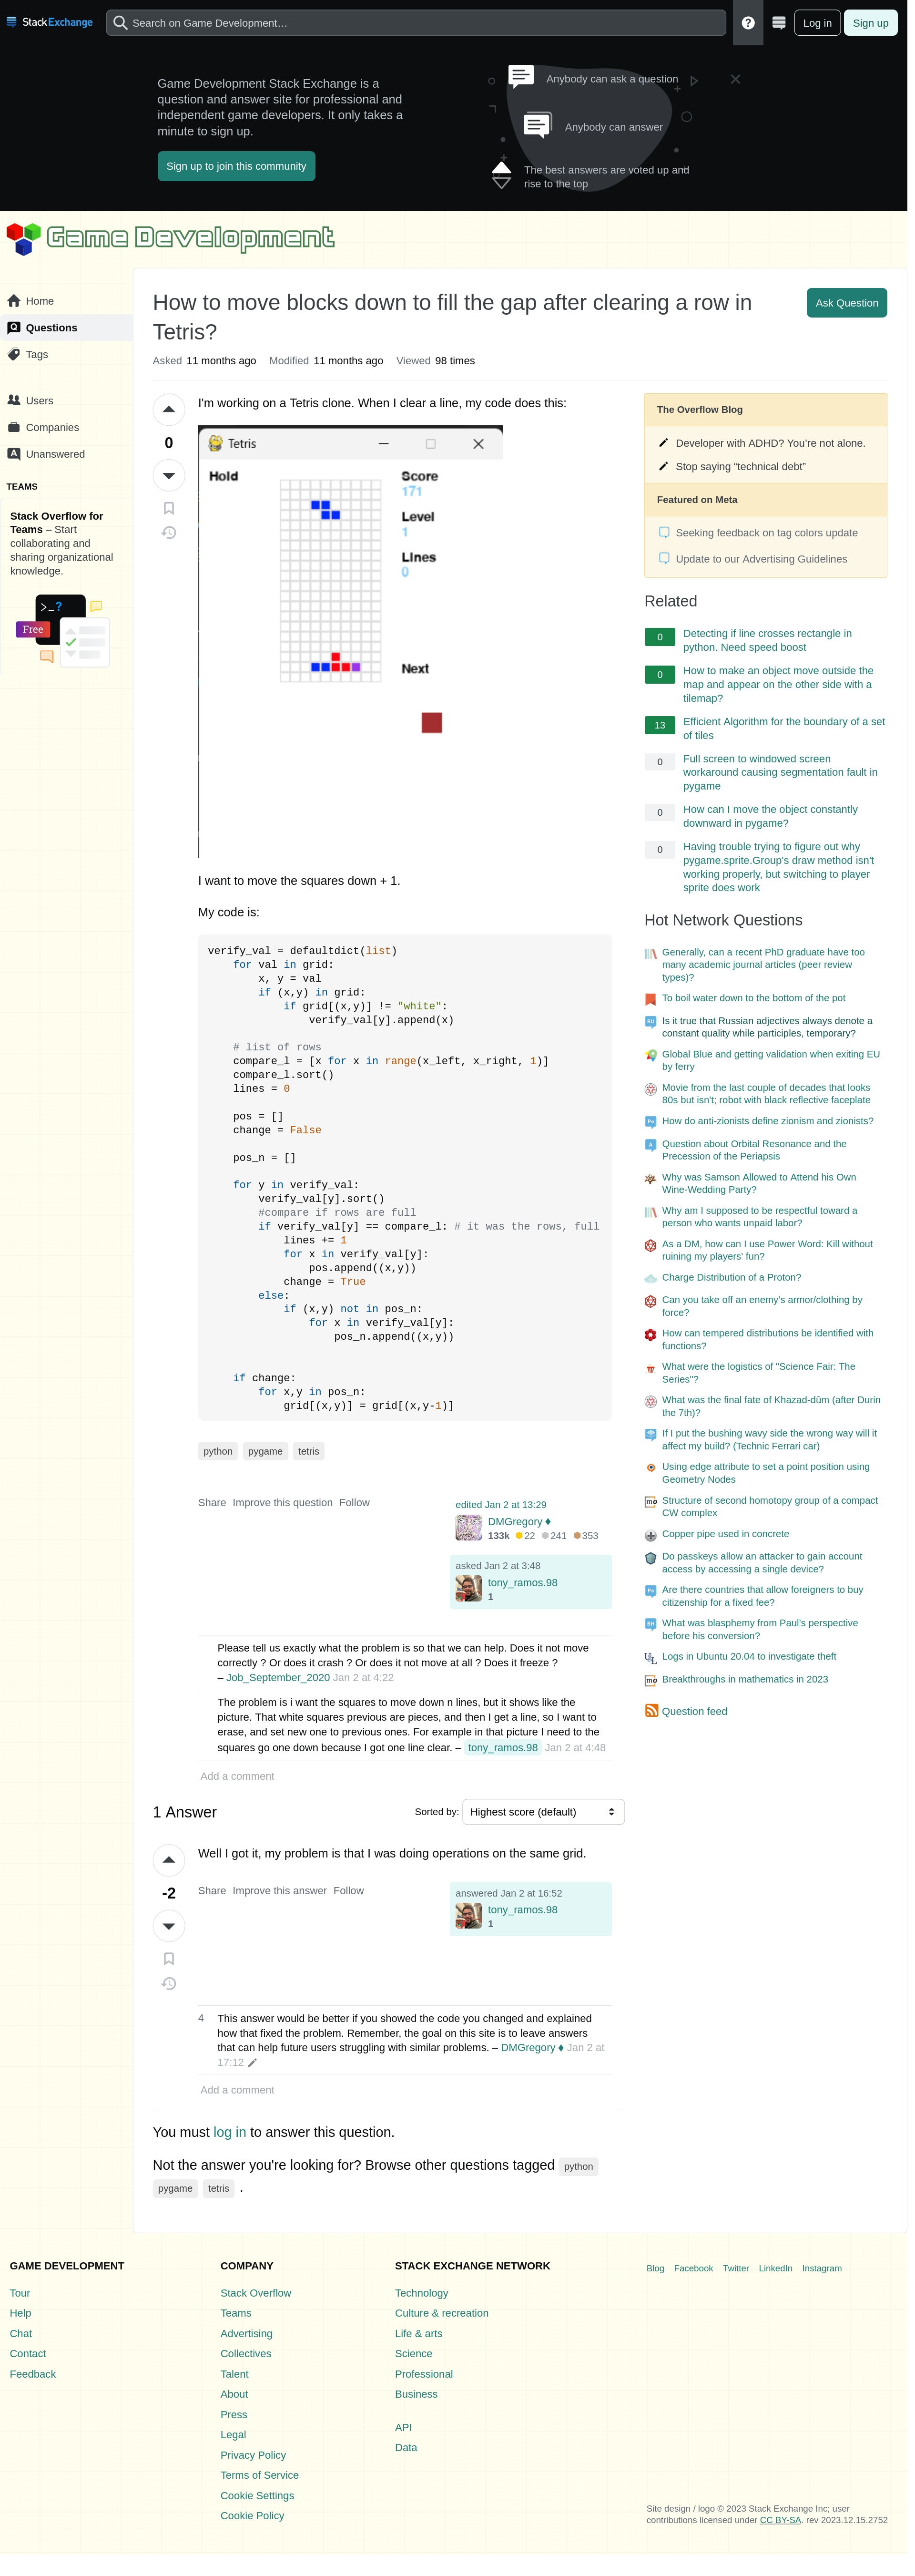 StackExchange
Search on Game Development…
Log in
Sign up
Game Development Stack Exchange is a
question and answer site for professional and
independent game developers. It only takes a
minute to sign up.
Sign up to join this community
Anybody can ask a question
Anybody can answer
The best answers are voted up and
rise to the top
Game Development
Home
Questions
Tags
Users
Companies
Unanswered
TEAMS
Stack Overflow for
Teams – Start
collaborating and
sharing organizational
knowledge.
>_?
Free
How to move blocks down to fill the gap after clearing a row in
Tetris?
Ask Question
Asked 11 months ago Modified 11 months ago Viewed 98 times
0
I'm working on a Tetris clone. When I clear a line, my code does this:
Tetris
Hold
Score
171
Level
1
Lines
0
Next
I want to move the squares down + 1.
My code is:
verify_val = defaultdict(list)
    for val in grid:
        x, y = val
        if (x,y) in grid:
            if grid[(x,y)] != "white":
                verify_val[y].append(x)
    # list of rows
    compare_l = [x for x in range(x_left, x_right, 1)]
    compare_l.sort()
    lines = 0
    pos = []
    change = False
    pos_n = []
    for y in verify_val:
        verify_val[y].sort()
        #compare if rows are full
        if verify_val[y] == compare_l: # it was the rows, full
            lines += 1
            for x in verify_val[y]:
                pos.append((x,y))
            change = True
        else:
            if (x,y) not in pos_n:
                for x in verify_val[y]:
                    pos_n.append((x,y))
    if change:
        for x,y in pos_n:
            grid[(x,y)] = grid[(x,y-1)]
python pygame tetris
Share Improve this question Follow
edited Jan 2 at 13:29
DMGregory ♦
133k 22 241 353
asked Jan 2 at 3:48
tony_ramos.98
1
Please tell us exactly what the problem is so that we can help. Does it not move
correctly ? Or does it crash ? Or does it not move at all ? Does it freeze ?
– Job_September_2020 Jan 2 at 4:22
The problem is i want the squares to move down n lines, but it shows like the
picture. That white squares previous are pieces, and then I get a line, so I want to
erase, and set new one to previous ones. For example in that picture I need to the
squares go one down because I got one line clear. – tony_ramos.98 Jan 2 at 4:48
Add a comment
1 Answer
Sorted by: Highest score (default)
-2
Well I got it, my problem is that I was doing operations on the same grid.
Share Improve this answer Follow
answered Jan 2 at 16:52
tony_ramos.98
1
4
This answer would be better if you showed the code you changed and explained
how that fixed the problem. Remember, the goal on this site is to leave answers
that can help future users struggling with similar problems. – DMGregory ♦ Jan 2 at
17:12
Add a comment
You must log in to answer this question.
Not the answer you're looking for? Browse other questions tagged python
pygame tetris .
The Overflow Blog
Developer with ADHD? You're not alone.
Stop saying “technical debt”
Featured on Meta
Seeking feedback on tag colors update
Update to our Advertising Guidelines
Related
0 Detecting if line crosses rectangle in
python. Need speed boost
0 How to make an object move outside the
map and appear on the other side with a
tilemap?
13 Efficient Algorithm for the boundary of a set
of tiles
0 Full screen to windowed screen
workaround causing segmentation fault in
pygame
0 How can I move the object constantly
downward in pygame?
0 Having trouble trying to figure out why
pygame.sprite.Group's draw method isn't
working properly, but switching to player
sprite does work
Hot Network Questions
Generally, can a recent PhD graduate have too
many academic journal articles (peer review
types)?
To boil water down to the bottom of the pot
Is it true that Russian adjectives always denote a
constant quality while participles, temporary?
Global Blue and getting validation when exiting EU
by ferry
Movie from the last couple of decades that looks
80s but isn't; robot with black reflective faceplate
How do anti-zionists define zionism and zionists?
Question about Orbital Resonance and the
Precession of the Periapsis
Why was Samson Allowed to Attend his Own
Wine-Wedding Party?
Why am I supposed to be respectful toward a
person who wants unpaid labor?
As a DM, how can I use Power Word: Kill without
ruining my players' fun?
Charge Distribution of a Proton?
Can you take off an enemy's armor/clothing by
force?
How can tempered distributions be identified with
functions?
What were the logistics of "Science Fair: The
Series"?
What was the final fate of Khazad-dûm (after Durin
the 7th)?
If I put the bushing wavy side the wrong way will it
affect my build? (Technic Ferrari car)
Using edge attribute to set a point position using
Geometry Nodes
Structure of second homotopy group of a compact
CW complex
Copper pipe used in concrete
Do passkeys allow an attacker to gain account
access by accessing a single device?
Are there countries that allow foreigners to buy
citizenship for a fixed fee?
What was blasphemy from Paul's perspective
before his conversion?
Logs in Ubuntu 20.04 to investigate theft
Breakthroughs in mathematics in 2023
Question feed
GAME DEVELOPMENT
Tour
Help
Chat
Contact
Feedback
COMPANY
Stack Overflow
Teams
Advertising
Collectives
Talent
About
Press
Legal
Privacy Policy
Terms of Service
Cookie Settings
Cookie Policy
STACK EXCHANGE NETWORK
Technology
Culture & recreation
Life & arts
Science
Professional
Business
API
Data
Blog Facebook Twitter LinkedIn Instagram
Site design / logo © 2023 Stack Exchange Inc; user
contributions licensed under CC BY-SA. rev 2023.12.15.2752